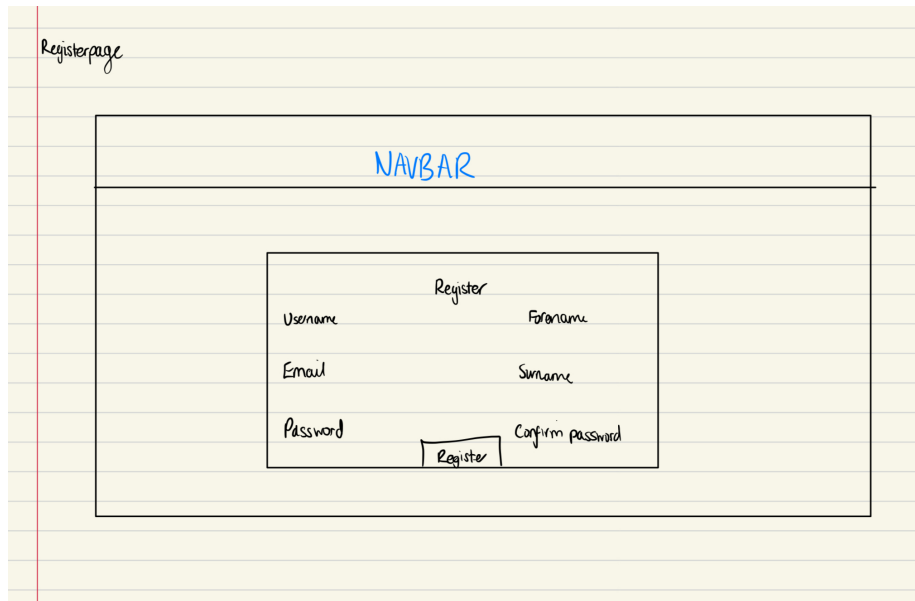 Registerpage
NAVBAR
Register
Username Forename
Email Surname
Password Confirm password
Register